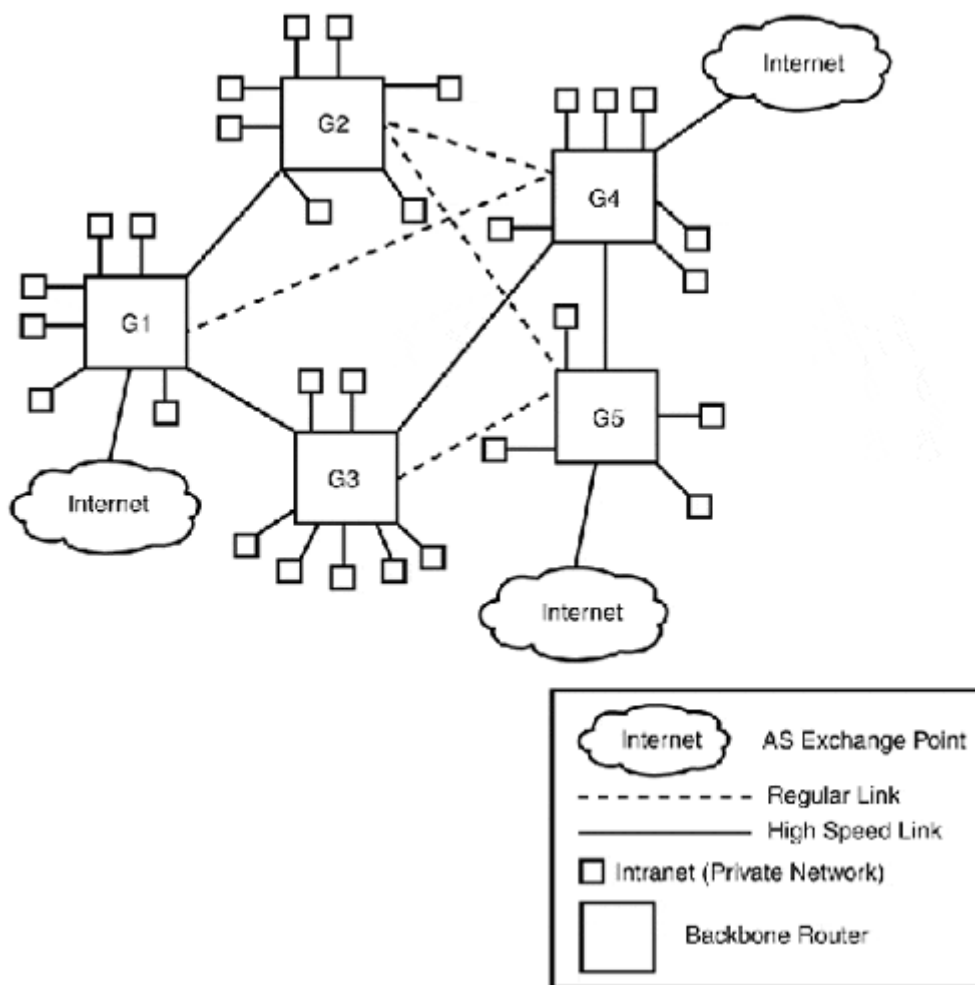 Internet
G2
G4
G1
G5
G3
Internet
Internet
Internet AS Exchange Point
Regular Link
High Speed Link
Intranet (Private Network)
Backbone Router